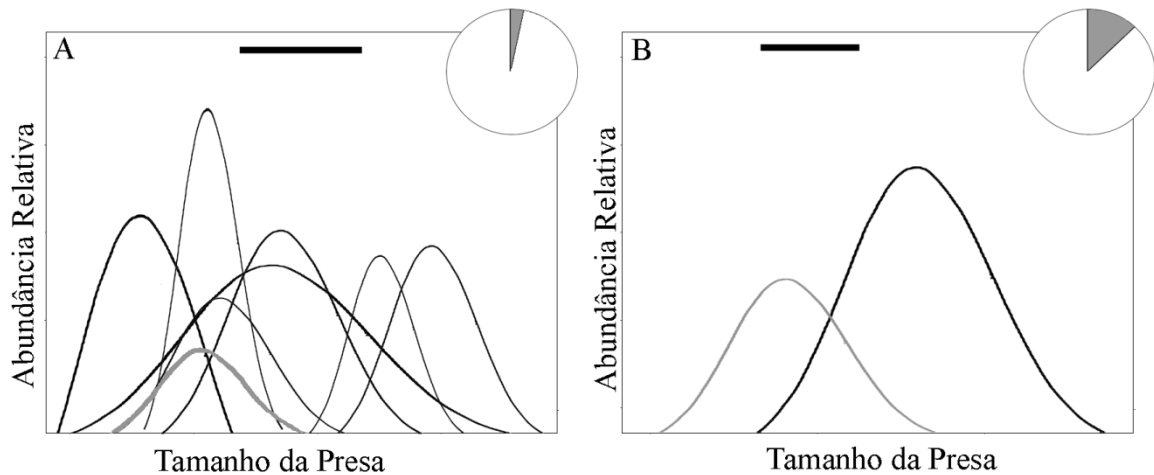 A
B
Abundância Relativa
Abundância Relativa
Tamanho da Presa
Tamanho da Presa